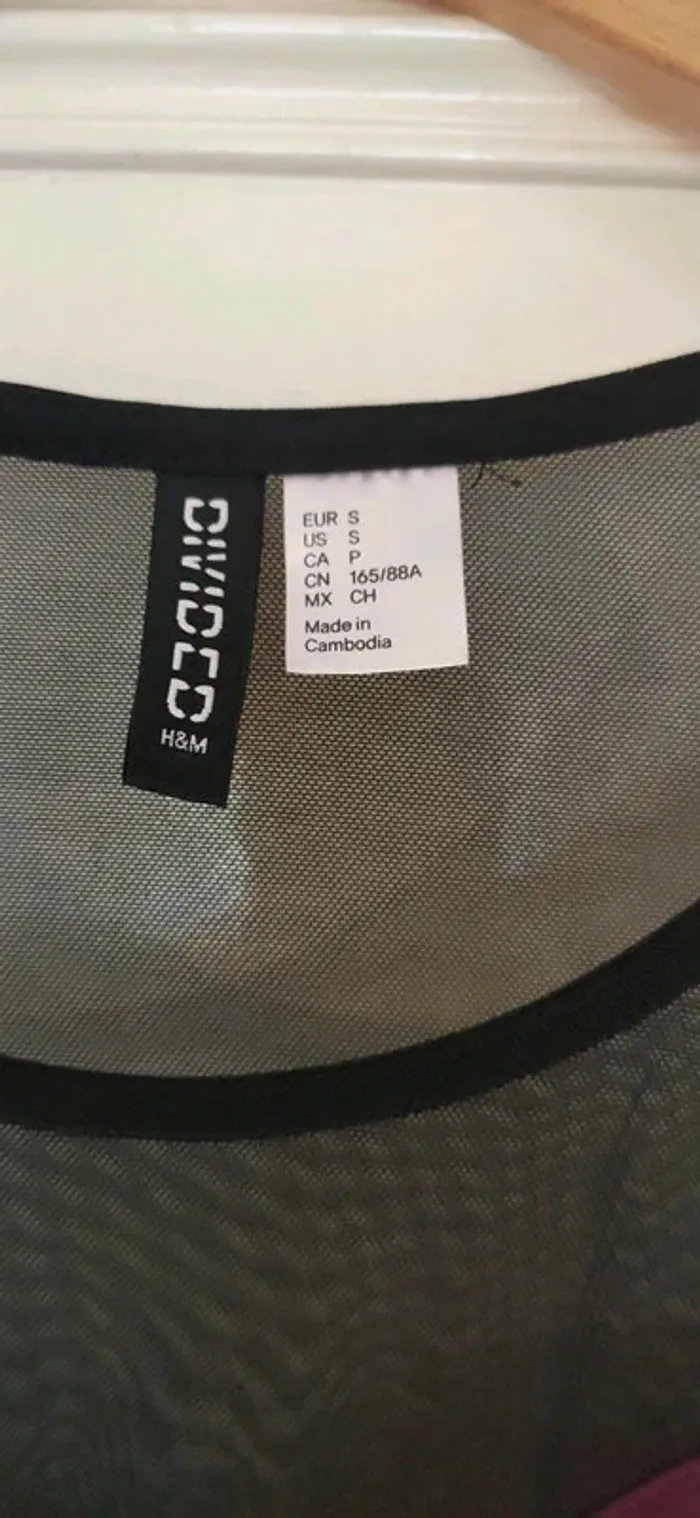 DIVIDED
H&M
EUR S
US S
CA P
CN 165/88A
MX CH
Made in
Cambodia